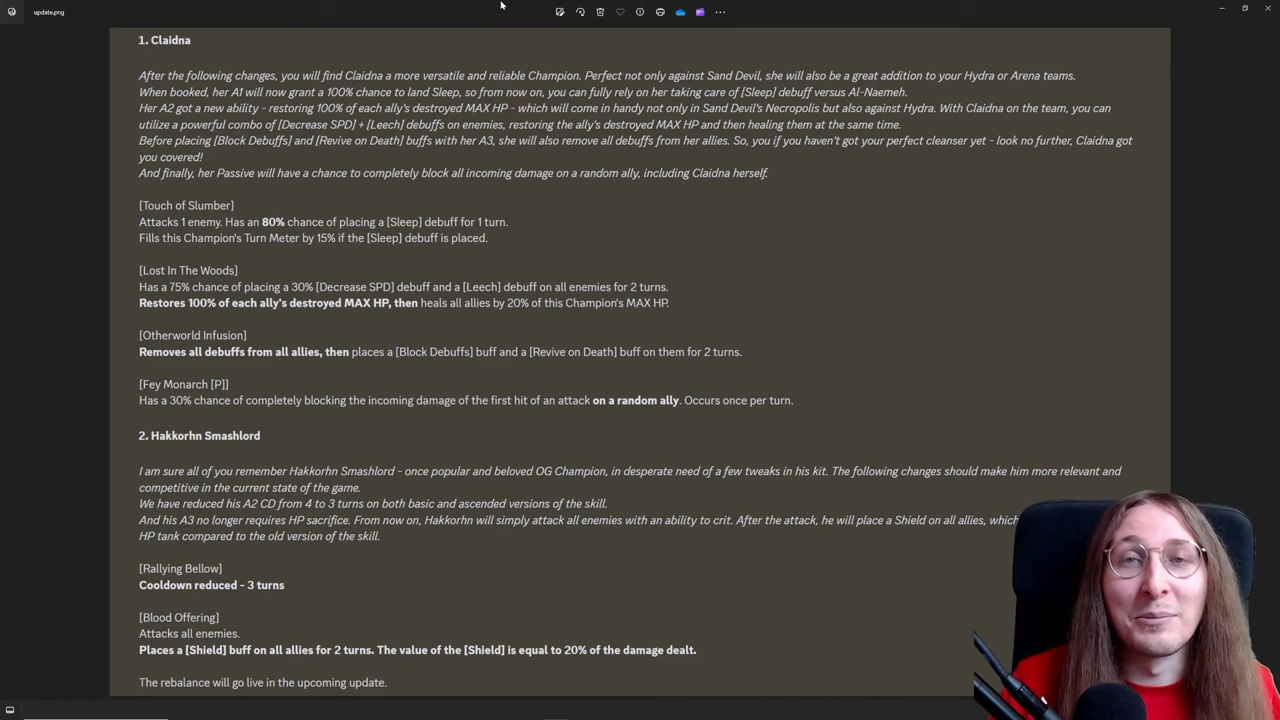 update.png
1. Claidna
After the following changes, you will find Claidna a more versatile and reliable Champion. Perfect not only against Sand Devil, she will also be a great addition to your Hydra or Arena teams.
When booked, her A1 will now grant a 100% chance to land Sleep, so from now on, you can fully rely on her taking care of [Sleep] debuff versus Al-Naemeh.
Her A2 got a new ability - restoring 100% of each ally's destroyed MAX HP - which will come in handy not only in Sand Devil's Necropolis but also against Hydra. With Claidna on the team, you can
utilize a powerful combo of [Decrease SPD] + [Leech] debuffs on enemies, restoring the ally's destroyed MAX HP and then healing them at the same time.
Before placing [Block Debuffs] and [Revive on Death] buffs with her A3, she will also remove all debuffs from her allies. So, you if you haven't got your perfect cleanser yet - look no further, Claidna got
you covered!
And finally, her Passive will have a chance to completely block all incoming damage on a random ally, including Claidna herself.
[Touch of Slumber]
Attacks 1 enemy. Has an 80% chance of placing a [Sleep] debuff for 1 turn.
Fills this Champion's Turn Meter by 15% if the [Sleep] debuff is placed.
[Lost In The Woods]
Has a 75% chance of placing a 30% [Decrease SPD] debuff and a [Leech] debuff on all enemies for 2 turns.
Restores 100% of each ally's destroyed MAX HP, then heals all allies by 20% of this Champion's MAX HP.
[Otherworld Infusion]
Removes all debuffs from all allies, then places a [Block Debuffs] buff and a [Revive on Death] buff on them for 2 turns.
[Fey Monarch [P]]
Has a 30% chance of completely blocking the incoming damage of the first hit of an attack on a random ally. Occurs once per turn.
2. Hakkorhn Smashlord
I am sure all of you remember Hakkorhn Smashlord - once popular and beloved OG Champion, in desperate need of a few tweaks in his kit. The following changes should make him more relevant and
competitive in the current state of the game.
We have reduced his A2 CD from 4 to 3 turns on both basic and ascended versions of the skill.
And his A3 no longer requires HP sacrifice. From now on, Hakkorhn will simply attack all enemies with an ability to crit. After the attack, he will place a Shield on all allies, which
HP tank compared to the old version of the skill.
[Rallying Bellow]
Cooldown reduced - 3 turns
[Blood Offering]
Attacks all enemies.
Places a [Shield] buff on all allies for 2 turns. The value of the [Shield] is equal to 20% of the damage dealt.
The rebalance will go live in the upcoming update.